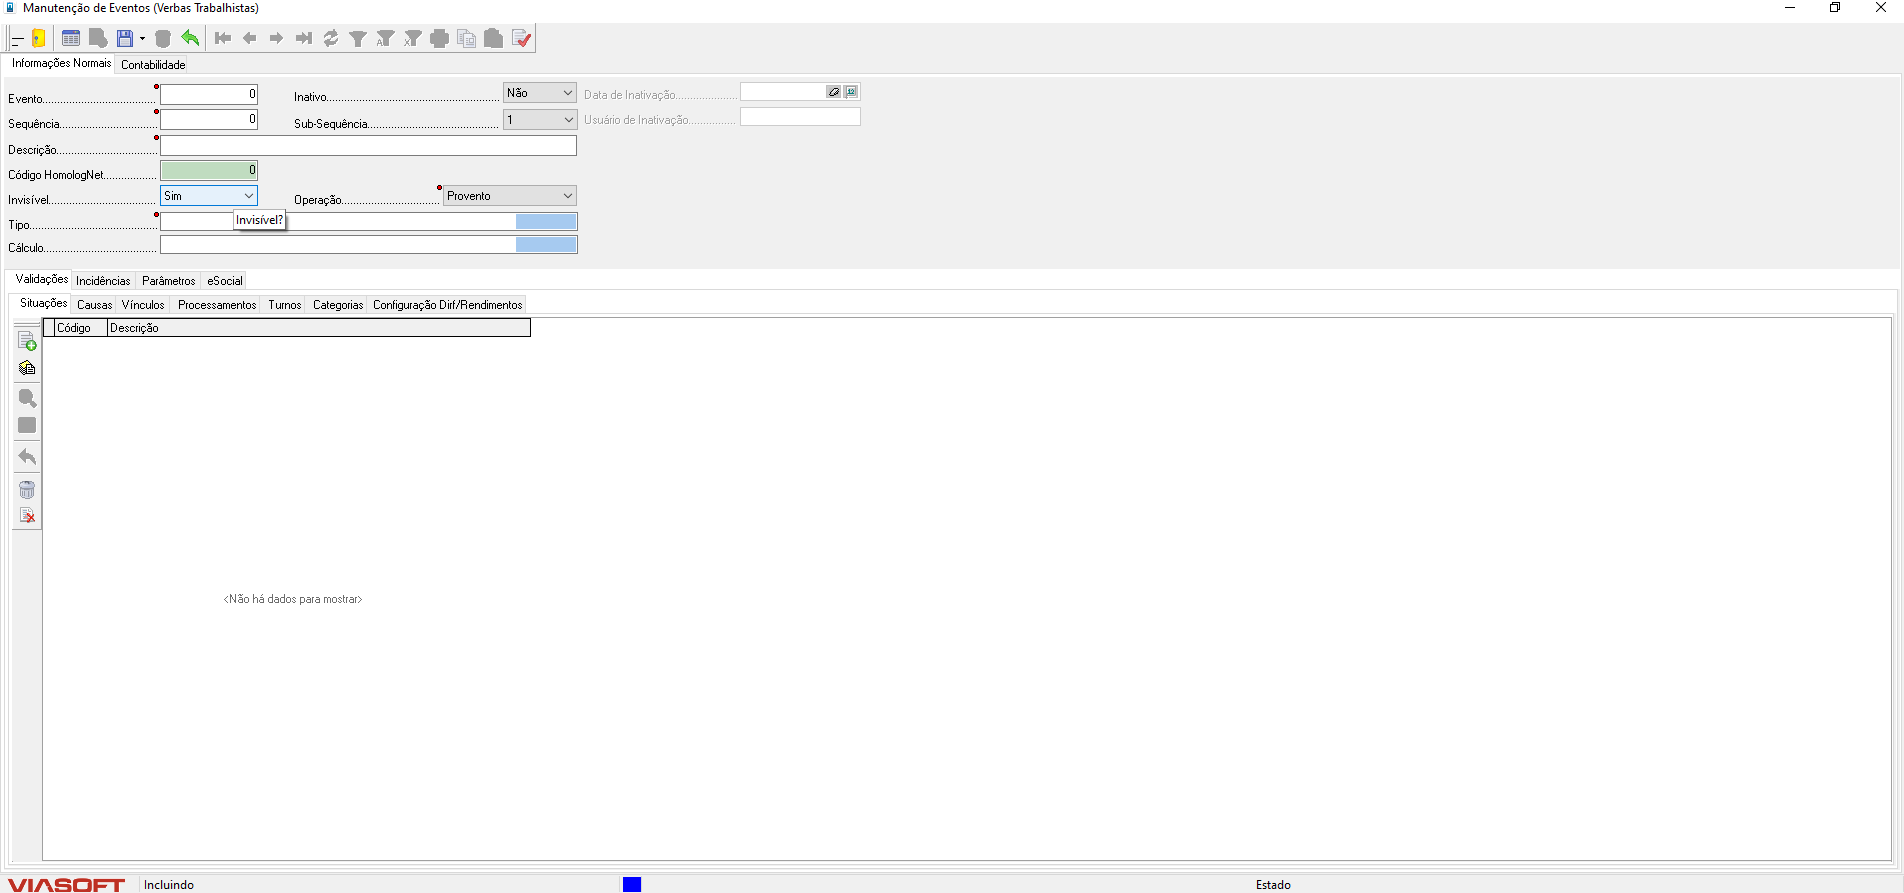 Manutenção de Eventos (Verbas Trabalhistas)
Informações Normais Contabilidade
Evento 0 Inativo Não Data de Inativação
Sequência 0 Sub-Sequência 1 Usuário de Inativação
Descrição
Código HomologNet 0
Invisível Sim Operação Provento
Invisível?
Tipo
Cálculo
Validações Incidências Parâmetros eSocial
Situações Causas Vínculos Processamentos Turnos Categorias Configuração Dirf/Rendimentos
Código Descrição
<Não há dados para mostrar>
VIASOFT Incluindo Estado